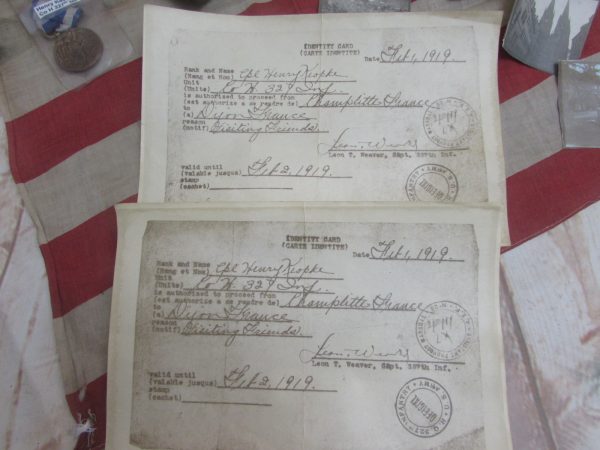 IDENTITY CARD
(CARTE IDENTITE)
Date Feb 1, 1919.
Rank and Name
(Rang et Nom) Cpl Henry Kiopke
Unit
(Unite) Co H. 327 Inf.
is authorized to proceed from
(est autorise a se rendre de) Champlitte France
to
(a) Dijon France
reason
(motif) Visiting Friends.
Leon T. Weaver, Capt. 327th Inf.
valid until
(valable jusque) Feb 2, 1919.
stamp
(cachet)
IDENTITY CARD
(CARTE IDENTITE)
Date Feb 1, 1919.
Rank and Name
(Rang et Nom) Cpl Henry Kiopke
Unit
(Unite) Co H. 327 Inf.
is authorized to proceed from
(est autorise a se rendre de) Champlitte France
to
(a) Dijon France
reason
(motif) Visiting Friends.
Leon T. Weaver, Capt. 327th Inf.
valid until
(valable jusque) Feb 2, 1919.
stamp
(cachet)